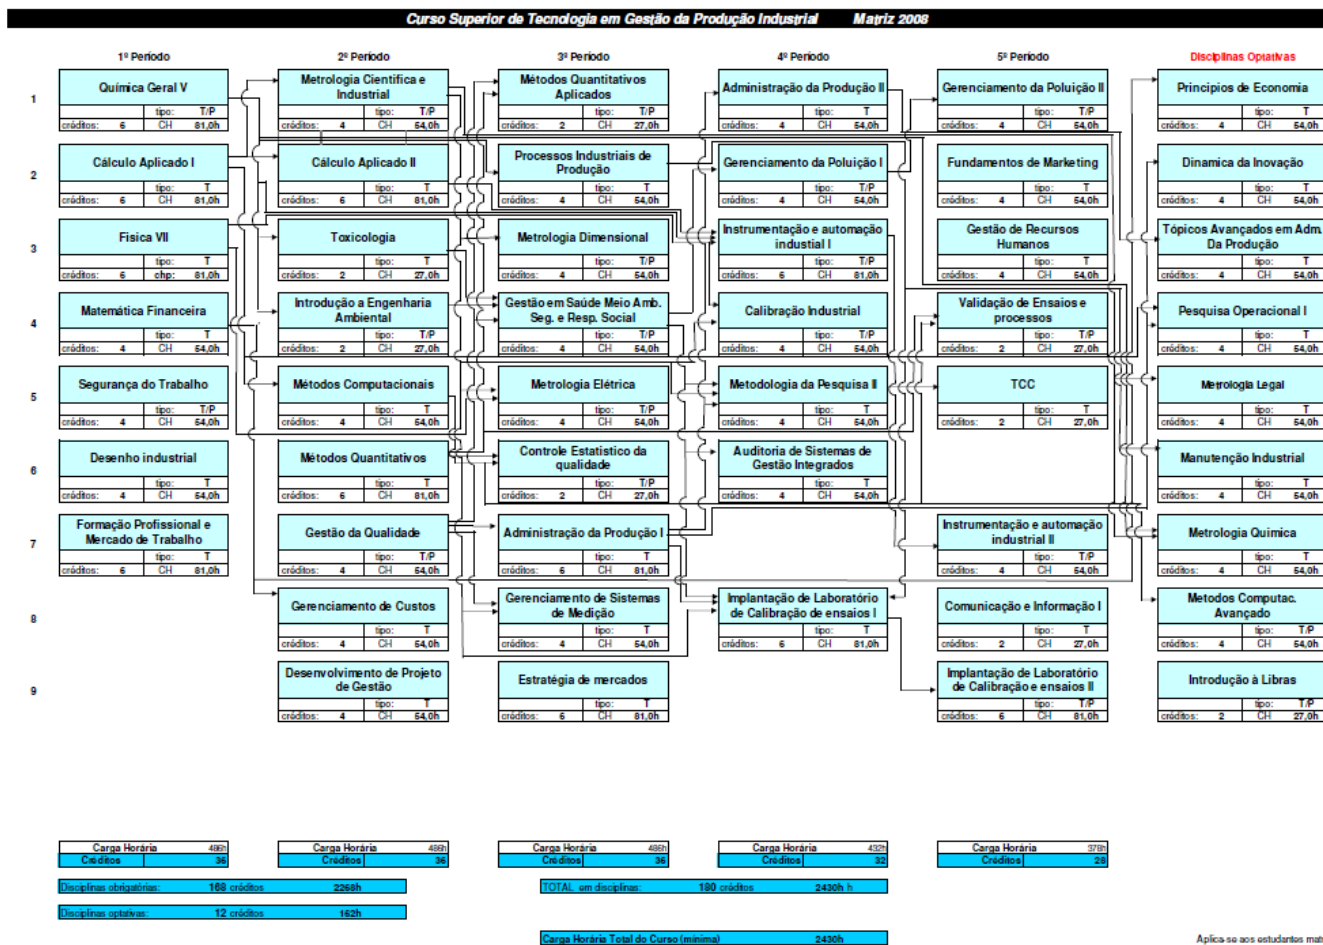 Curso Superior de Tecnologia em Gestão da Produção Industrial Matriz 2008
1º Período 2º Período 3º Período 4º Período 5º Período Disciplinas Optativas
1
Química Geral V
tipo: T/P
créditos: 6 CH 81,0h
Metrologia Científica e
Industrial
tipo: T/P
créditos: 4 CH 54,0h
Métodos Quantitativos
Aplicados
tipo: T
créditos: 2 CH 27,0h
Administração da Produção II
tipo: T
créditos: 4 CH 54,0h
Gerenciamento da Poluição II
tipo: T
créditos: 4 CH 54,0h
Principios de Economia
tipo: T
créditos: 4 CH 54,0h
2
Cálculo Aplicado I
tipo: T
créditos: 6 CH 81,0h
Cálculo Aplicado II
tipo: T
créditos: 6 CH 81,0h
Processos Industriais de
Produção
tipo: T
créditos: 4 CH 54,0h
Gerenciamento da Poluição I
tipo: T/P
créditos: 4 CH 54,0h
Fundamentos de Marketing
tipo: T
créditos: 4 CH 54,0h
Dinamica da Inovação
tipo: T
créditos: 4 CH 54,0h
3
Física VII
tipo: T
créditos: 6 chp: 81,0h
Toxicologia
tipo: T
créditos: 2 CH 27,0h
Metrologia Dimensional
tipo: T/P
créditos: 4 CH 54,0h
Instrumentação e automação
industial I
tipo: T/P
créditos: 6 CH 81,0h
Gestão de Recursos
Humanos
tipo: T
créditos: 4 CH 54,0h
Tópicos Avançados em Adm.
Da Produção
tipo: T
créditos: 4 CH 54,0h
4
Matemática Financeira
tipo: T
créditos: 4 CH 54,0h
Introdução a Engenharia
Ambiental
tipo: T/P
créditos: 2 CH 27,0h
Gestão em Saúde Meio Amb.
Seg. e Resp. Social
tipo: T/P
créditos: 4 CH 54,0h
Calibração Industrial
tipo: T/P
créditos: 4 CH 54,0h
Validação de Ensaios e
processos
tipo: T/P
créditos: 2 CH 27,0h
Pesquisa Operacional I
tipo: T
créditos: 4 CH 54,0h
5
Segurança do Trabalho
tipo: T/P
créditos: 4 CH 54,0h
Métodos Computacionais
tipo: T
créditos: 4 CH 54,0h
Metrologia Elétrica
tipo: T/P
créditos: 4 CH 54,0h
Metodologia da Pesquisa II
tipo: T
créditos: 4 CH 54,0h
TCC
tipo: T
créditos: 2 CH 27,0h
Metrologia Legal
tipo: T
créditos: 4 CH 54,0h
6
Desenho industrial
tipo: T
créditos: 4 CH 54,0h
Métodos Quantitativos
tipo: T
créditos: 6 CH 81,0h
Controle Estatistico da
qualidade
tipo: T/P
créditos: 2 CH 27,0h
Auditoria de Sistemas de
Gestão Integrados
tipo: T
créditos: 4 CH 54,0h
Manutenção Industrial
tipo: T
créditos: 4 CH 54,0h
7
Formação Profissional e
Mercado de Trabalho
tipo: T
créditos: 6 CH 81,0h
Gestão da Qualidade
tipo: T/P
créditos: 4 CH 54,0h
Administração da Produção I
tipo: T
créditos: 6 CH 81,0h
Instrumentação e automação
industrial II
tipo: T/P
créditos: 4 CH 54,0h
Metrologia Quimica
tipo: T
créditos: 4 CH 54,0h
8
Gerenciamento de Custos
tipo: T
créditos: 4 CH 54,0h
Gerenciamento de Sistemas
de Medição
tipo: T
créditos: 4 CH 54,0h
Implantação de Laboratório
de Calibração de ensaios I
tipo: T
créditos: 6 CH 81,0h
Comunicação e Informação I
tipo: T
créditos: 2 CH 27,0h
Metodos Computac.
Avançado
tipo: T/P
créditos: 4 CH 54,0h
9
Desenvolvimento de Projeto
de Gestão
tipo: T
créditos: 4 CH 54,0h
Estratégia de mercados
tipo: T
créditos: 6 CH 81,0h
Implantação de Laboratório
de Calibração e ensaios II
tipo: T/P
créditos: 6 CH 81,0h
Introdução à Libras
tipo: T/P
créditos: 2 CH 27,0h
Carga Horária 486h Carga Horária 486h Carga Horária 486h Carga Horária 432h Carga Horária 378h
Créditos 36 Créditos 36 Créditos 36 Créditos 32 Créditos 28
Disciplinas obrigatórias: 168 créditos 2268h TOTAL em disciplinas: 180 créditos 2430h h
Disciplinas optativas: 12 créditos 162h
Carga Horária Total do Curso (mínima) 2430h
Aplica-se aos estudantes mat